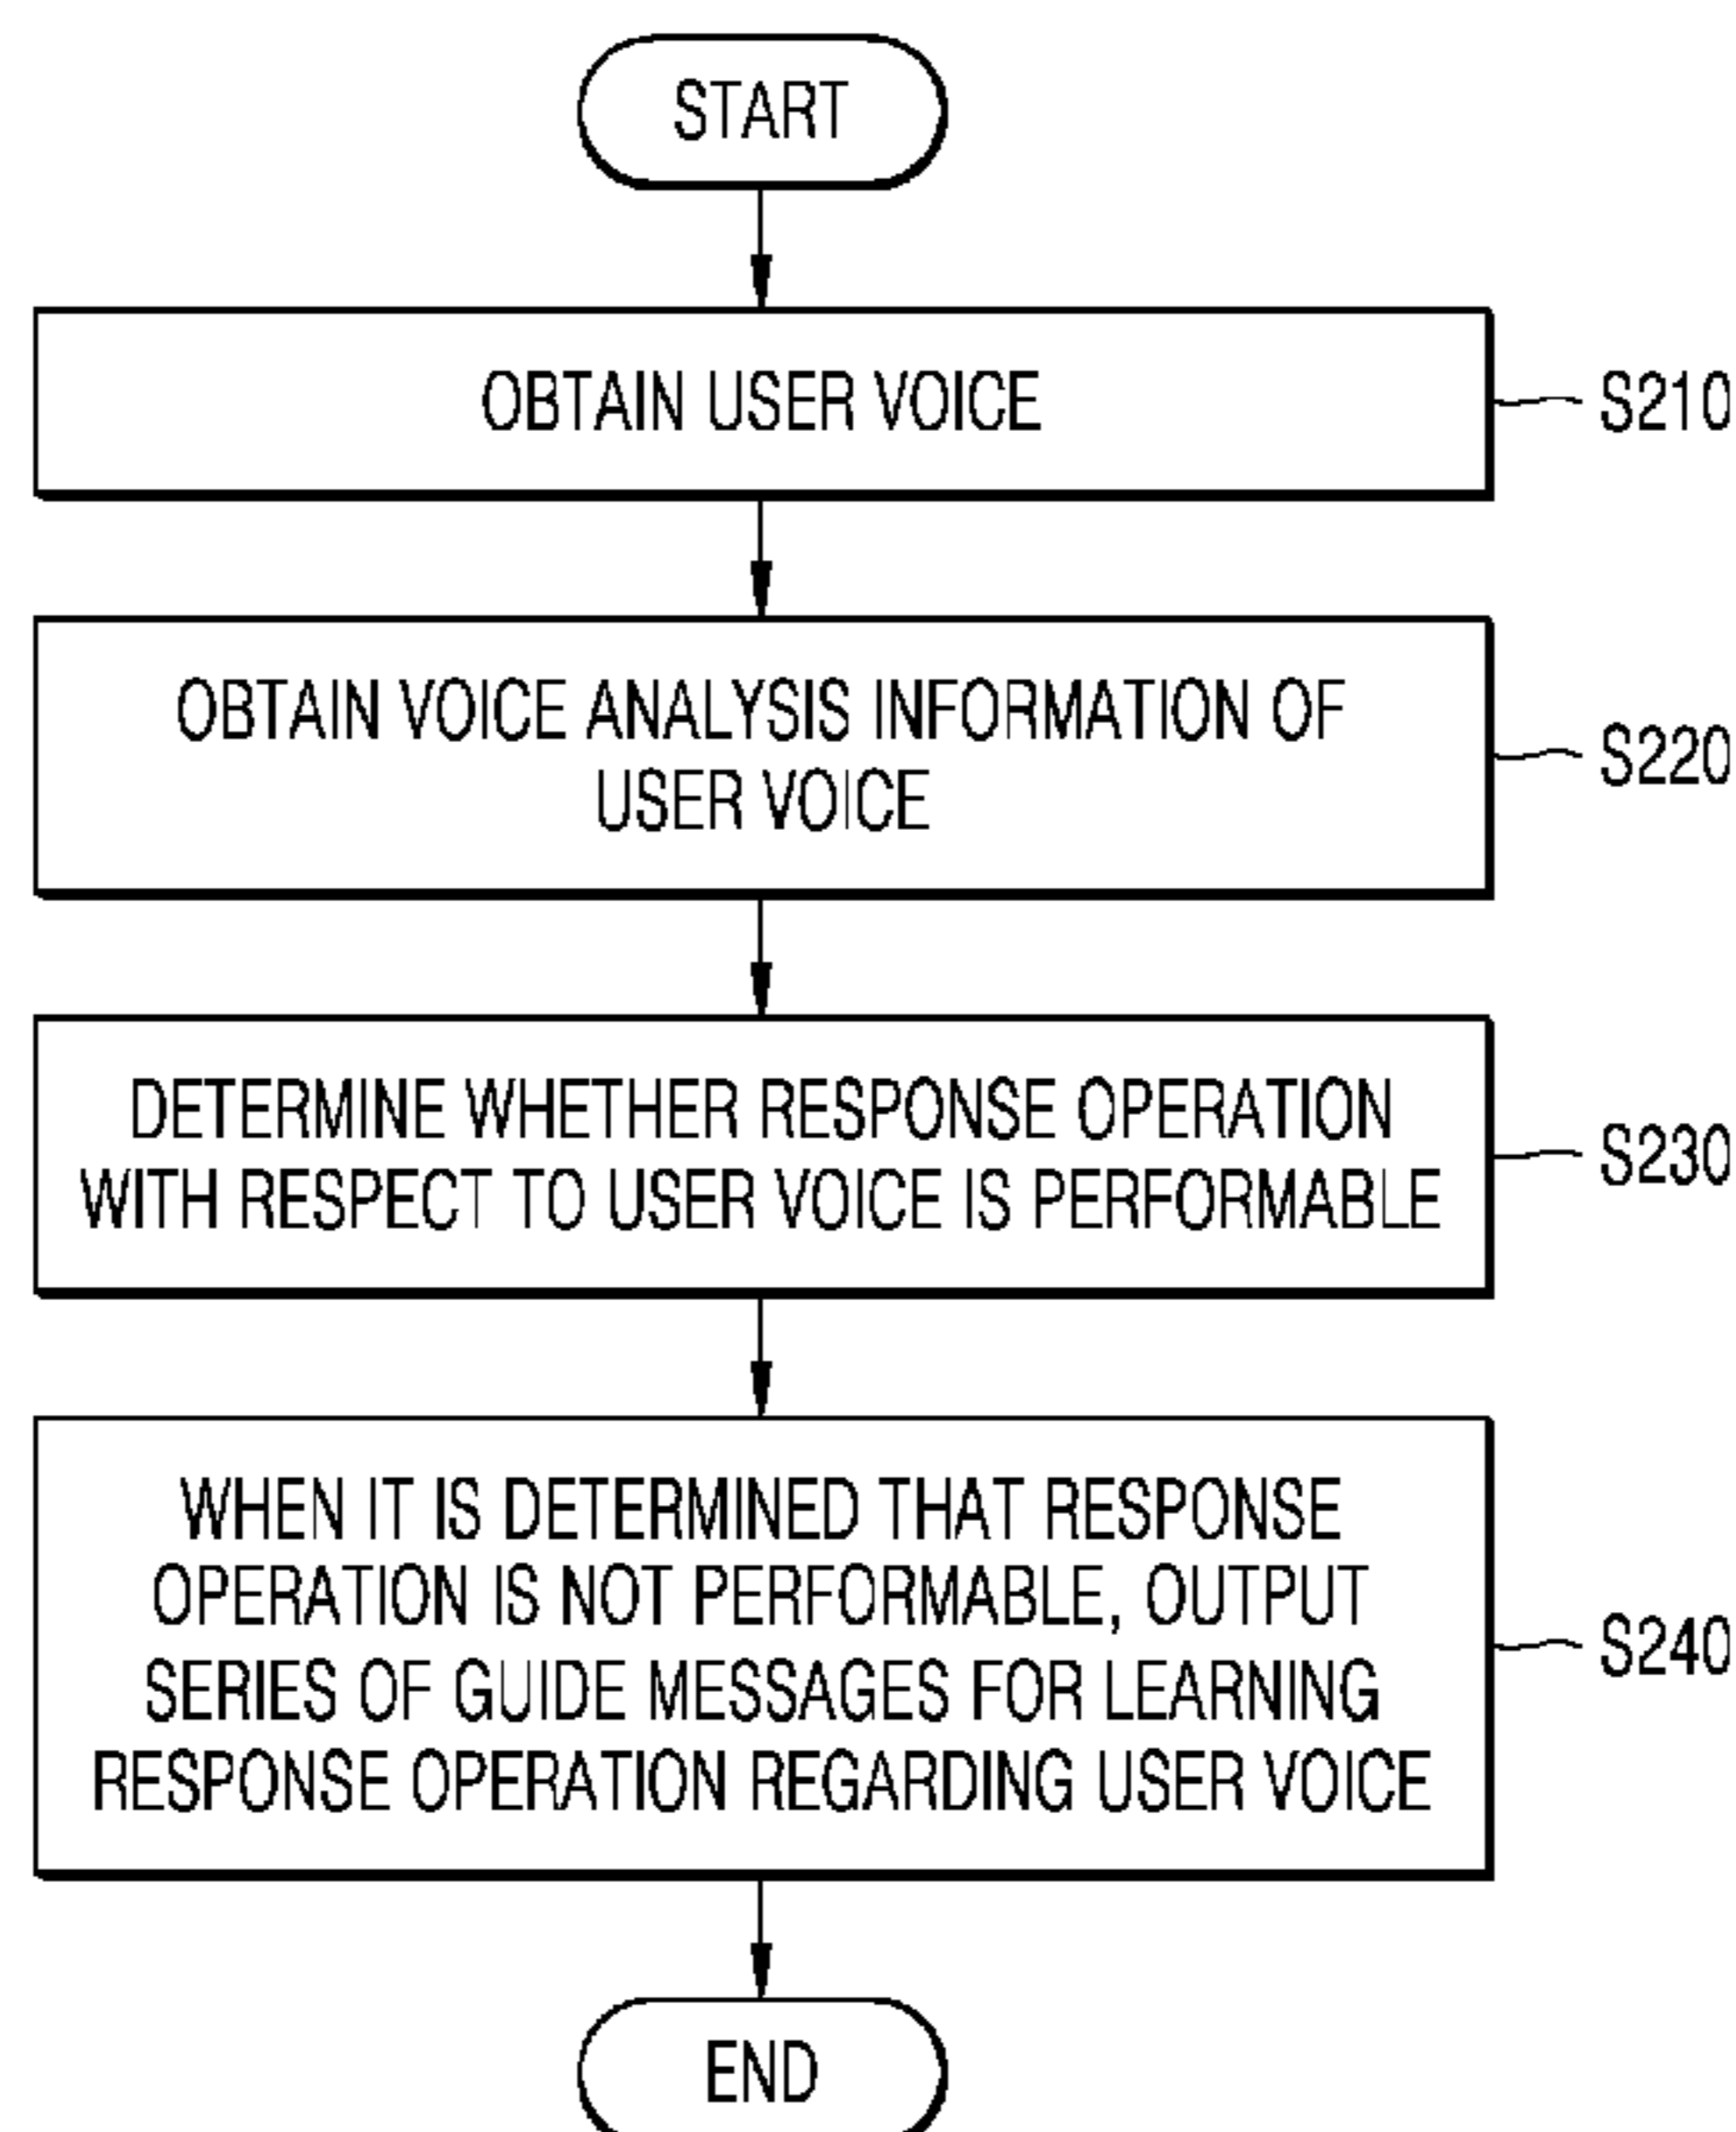 START
OBTAIN USER VOICE
S210
OBTAIN VOICE ANALYSIS INFORMATION OF
USER VOICE
S220
DETERMINE WHETHER RESPONSE OPERATION
WITH RESPECT TO USER VOICE IS PERFORMABLE
S230
WHEN IT IS DETERMINED THAT RESPONSE
OPERATION IS NOT PERFORMABLE, OUTPUT
SERIES OF GUIDE MESSAGES FOR LEARNING
RESPONSE OPERATION REGARDING USER VOICE
S240
END